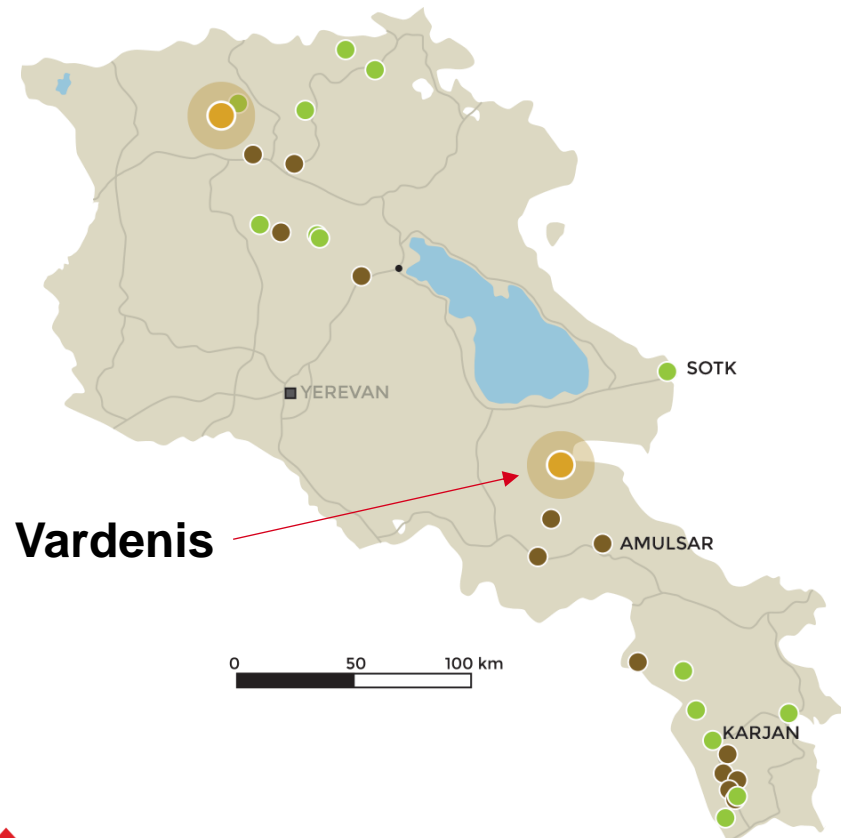 SOTK
YEREVAN
Vardenis
AMULSAR
0 50 100 km
KARJAN